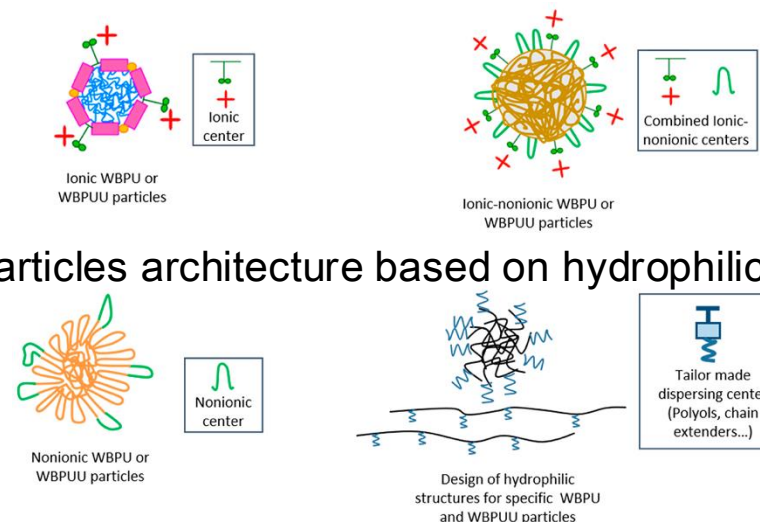 Ionic
center
Ionic WBPU or
WBPUU particles
Combined Ionic-
nonionic centers
Ionic-nonionic WBPU or
WBPUU particles
articles architecture based on hydrophilic
Nonionic
center
Nonionic WBPU or
WBPUU particles
Tailor made
dispersing cente
(Polyols, chain
extenders...)
Design of hydrophilic
structures for specific WBPU
and WBPUU particles